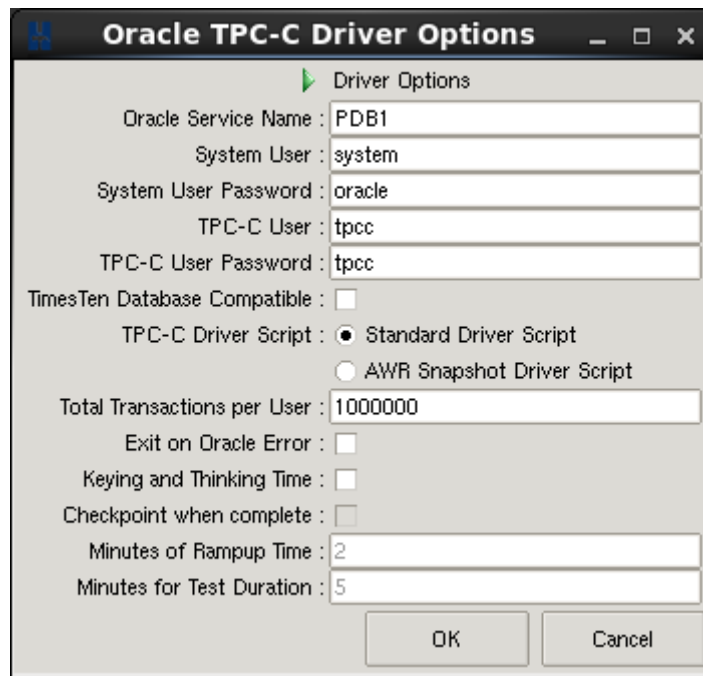 Oracle TPC-C Driver Options
Driver Options
Oracle Service Name : PDB1
System User : system
System User Password : oracle
TPC-C User : tpcc
TPC-C User Password : tpcc
TimesTen Database Compatible :
TPC-C Driver Script : Standard Driver Script
AWR Snapshot Driver Script
Total Transactions per User : 1000000
Exit on Oracle Error :
Keying and Thinking Time :
Checkpoint when complete :
Minutes of Rampup Time : 2
Minutes for Test Duration : 5
OK Cancel